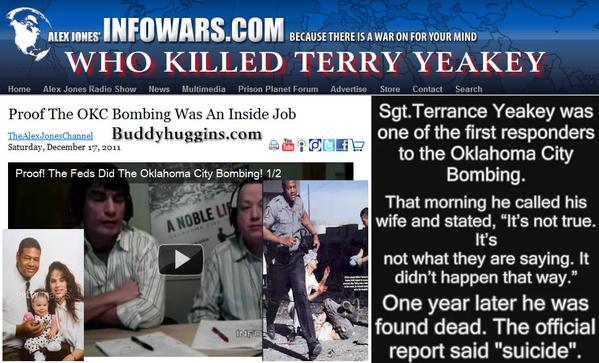 ALEX JONES' INFOWARS.COM BECAUSE THERE IS A WAR ON FOR YOUR MIND
WHO KILLED TERRY YEAKEY
Home Alex Jones Radio Show News Multimedia Prison Planet Forum Advertise Store Contact Search
Proof The OKC Bombing Was An Inside Job
TheAlexJonesChannel
Buddyhuggins.com
Saturday, December 17, 2011
Proof! The Feds Did The Oklahoma City Bombing! 1/2
A NOBLE LI
Sgt.Terrance Yeakey was
one of the first responders
to the Oklahoma City
Bombing.
That morning he called his
wife and stated, “It's not true.
It's
not what they are saying. It
didn't happen that way.”
One year later he was
found dead. The official
report said "suicide".